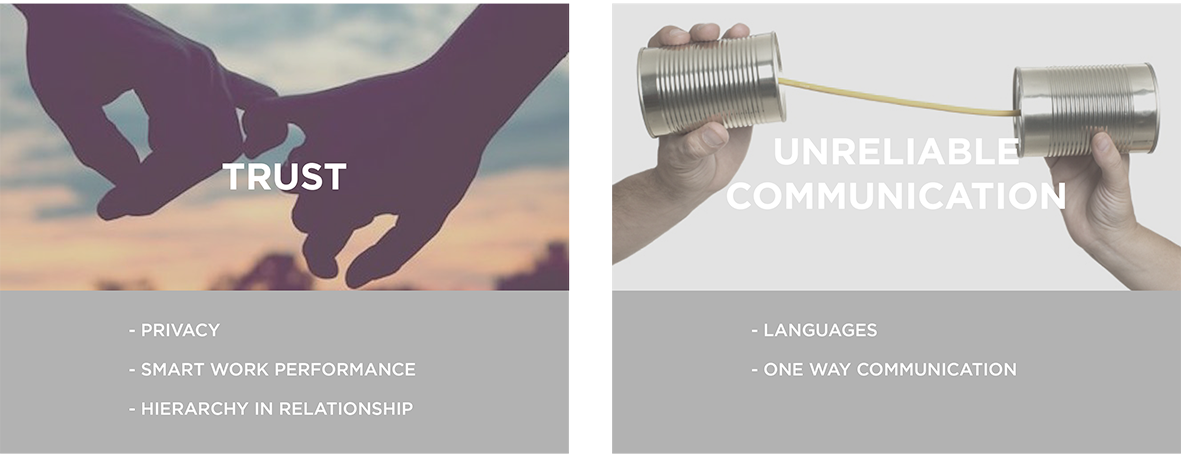 TRUST
- PRIVACY
- SMART WORK PERFORMANCE
- HIERARCHY IN RELATIONSHIP
UNRELIABLE
COMMUNICATION
- LANGUAGES
- ONE WAY COMMUNICATION